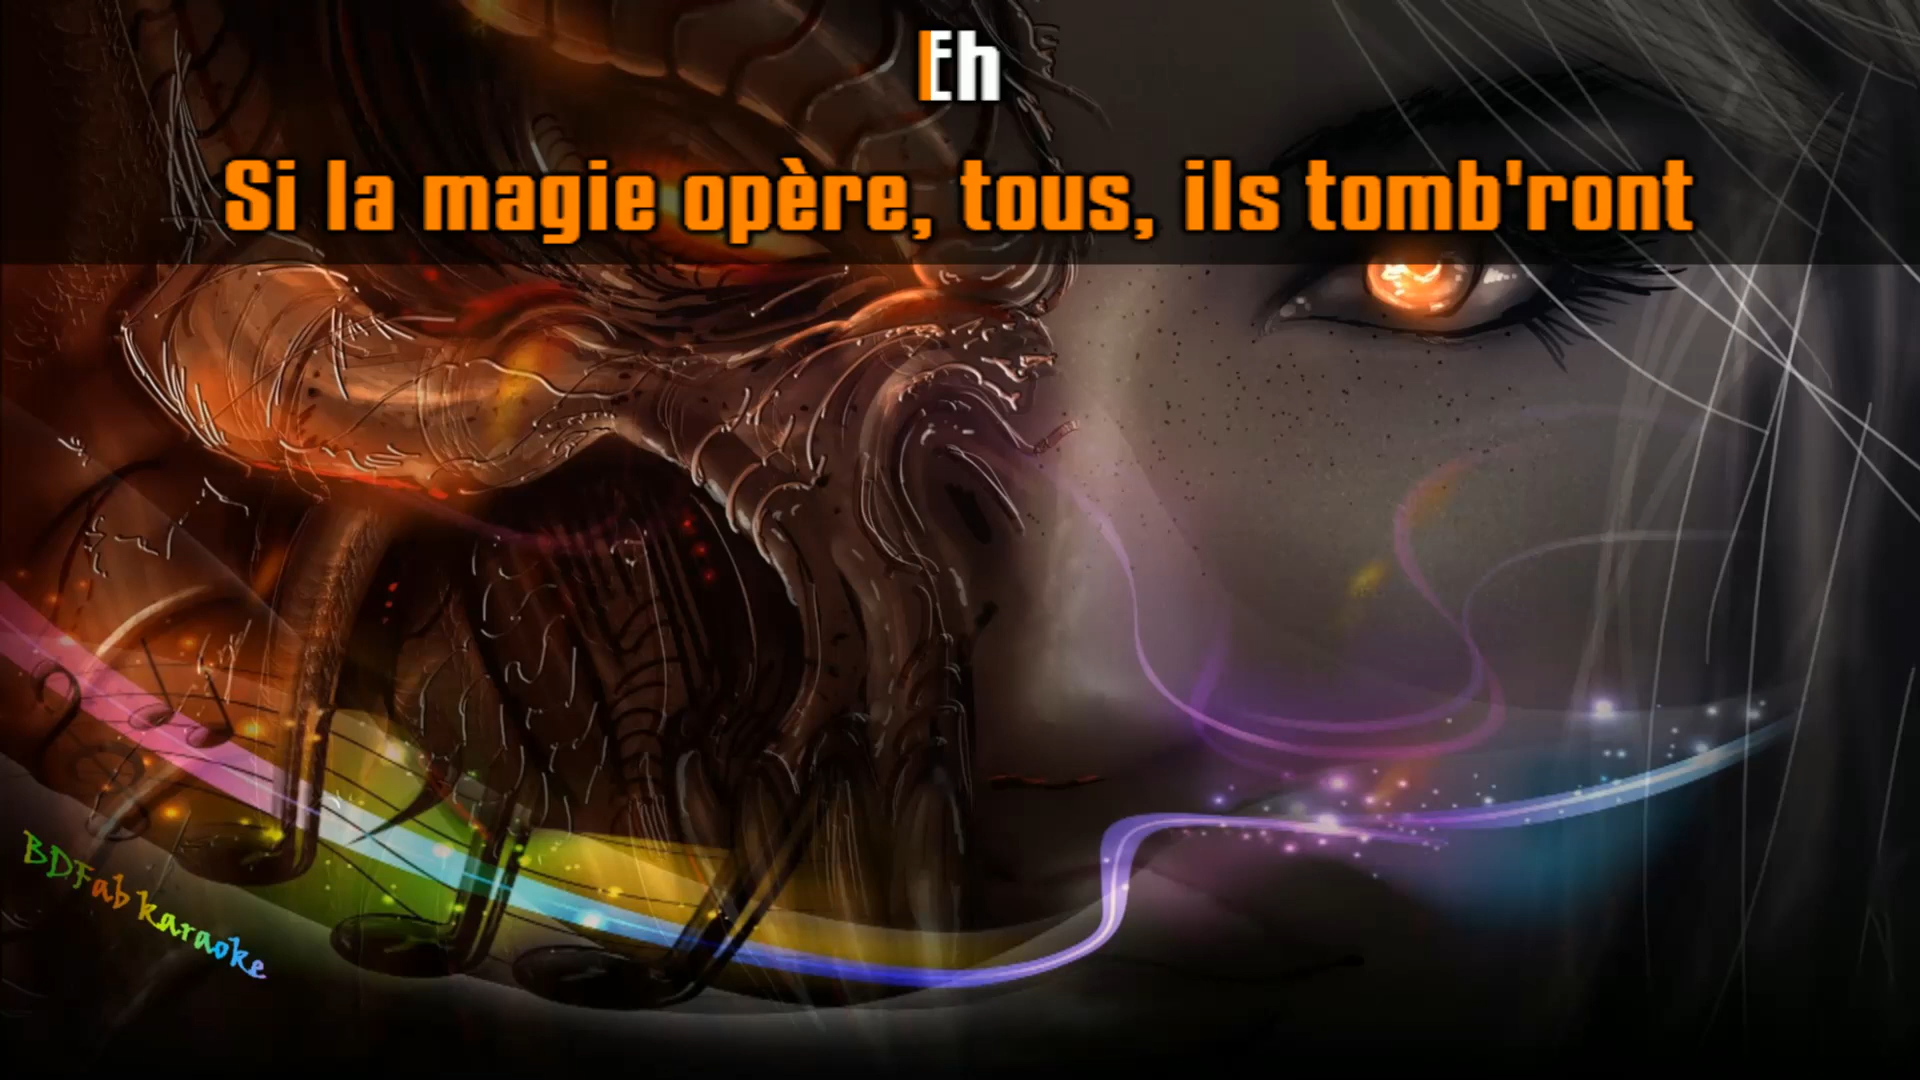 Eh
Si la magie opère, tous, ils tomb'ront
BDFab karaoke